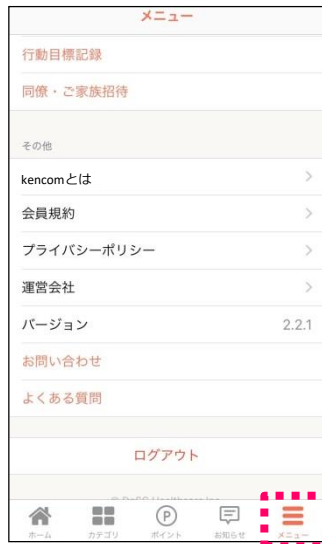 メニュー
行動目標記録
同僚・ご家族招待
その他
kencomとは
会員規約
プライバシーポリシー
運営会社
バージョン 2.2.1
お問い合わせ
よくある質問
ログアウト
© DeSC Healthcare Inc.
ホーム カテゴリ ポイント お知らせ メニュー